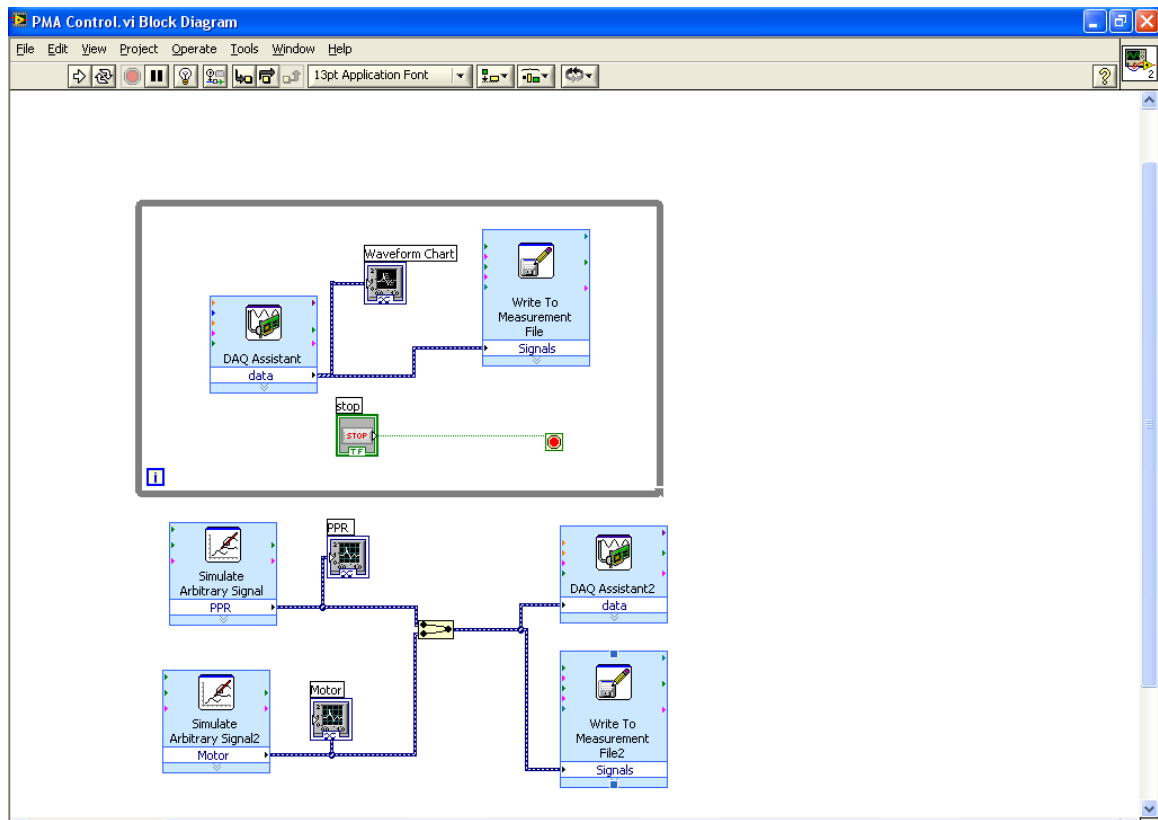 PMA Control.vi Block Diagram
File Edit View Project Operate Tools Window Help
13pt Application Font
2
Waveform Chart
Write To
Measurement
File
Signals
DAQ Assistant
data
stop
STOP
TF
i
PPR
Simulate
Arbitrary Signal
PPR
DAQ Assistant2
data
Motor
Simulate
Arbitrary Signal2
Motor
Write To
Measurement
File2
Signals